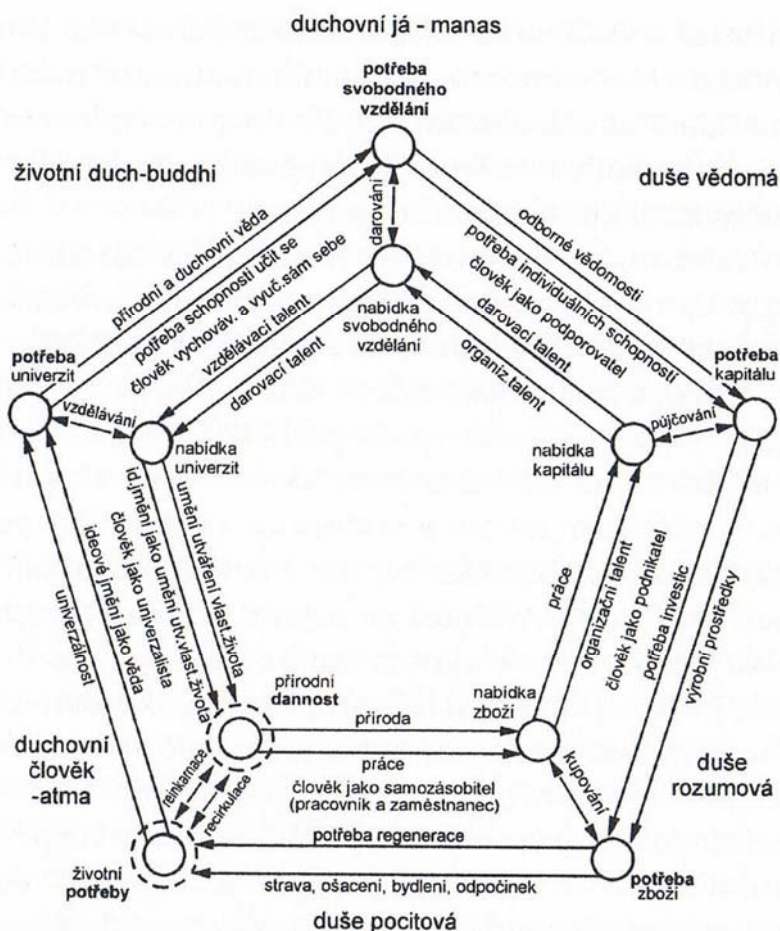 duchovní já - manas
potřeba
svobodného
vzdělání
životní duch-buddhi
duše vědomá
darování
přírodní a duchovní věda
potřeba schopnosti učit se
člověk vychováv. a vyuč.sám sebe
vzdělávací talent
darovací talent
odborné vědomosti
potřeba individuálních schopností
člověk jako podporovatel
darovací talent
organiz.talent
nabídka
svobodného
vzdělání
potřeba
univerzit
potřeba
kapitálu
vzdělávání
půjčování
nabídka
univerzit
nabídka
kapitálu
univerzálnost
ideové jmění jako věda
člověk jako univerzalista
id.jmění jako umění utv.vlast.života
umění utváření vlast.života
práce
organizační talent
člověk jako podnikatel
potřeba investic
výrobní prostředky
přírodní
dannost
nabídka
zboží
příroda
práce
duchovní
člověk
-atma
reinkarnace
recirkulace
člověk jako samozásobitel
(pracovník a zaměstnanec)
kupování
duše
rozumová
potřeba regenerace
životní
potřeby
strava, ošacení, bydlení, odpočinek
potřeba
zboží
duše pocitová